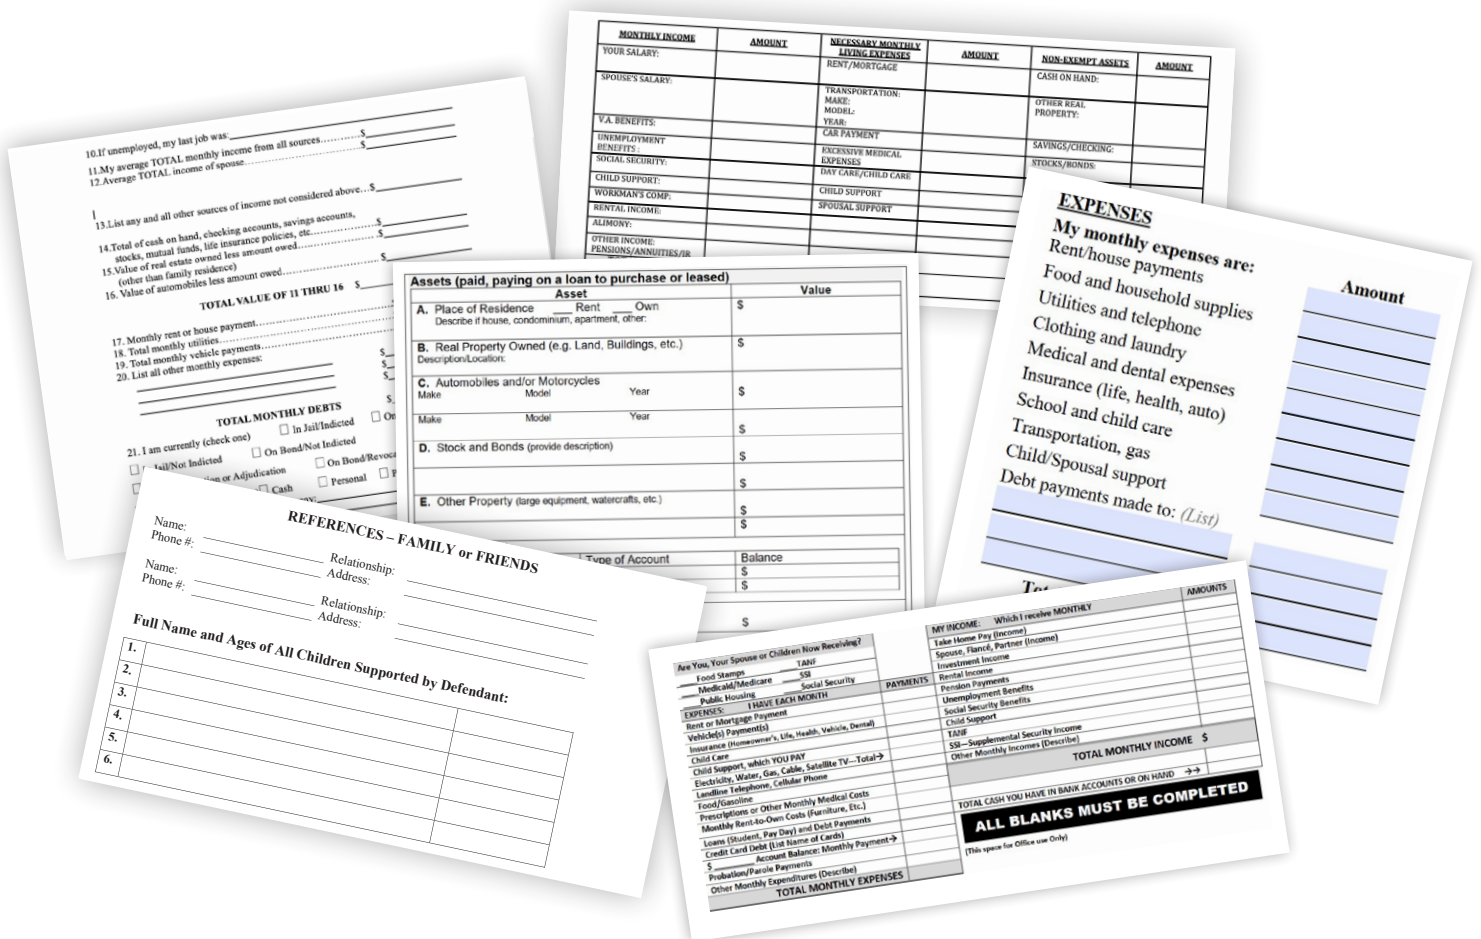 10.If unemployed, my last job was:
11.My average TOTAL monthly income from all sources…………$
12.Average TOTAL income of spouse……………………………$
13.List any and all other sources of income not considered above…$
14.Total of cash on hand, checking accounts, savings accounts,
stocks, mutual funds, life insurance policies, etc……………….$
15.Value of real estate owned less amount owed…………………..$
(other than family residence)
16. Value of automobiles less amount owed………………………$
TOTAL VALUE OF 11 THRU 16 $
17. Monthly rent or house payment……………………………
18. Total monthly utilities……………………………
19. Total monthly vehicle payments……………………………
20. List all other monthly expenses: $
$
$
$
TOTAL MONTHLY DEBTS
21. I am currently (check one) ☐ In Jail/Indicted ☐ On
☐ Jail/Not Indicted ☐ On Bond/Not Indicted ☐ On Bond/Revoca
on or Adjudication
☐ Cash ☐ Personal ☐ P
MONTHLY INCOME AMOUNT NECESSARY MONTHLY LIVING EXPENSES AMOUNT NON-EXEMPT ASSETS AMOUNT
YOUR SALARY: RENT/MORTGAGE CASH ON HAND:
SPOUSE'S SALARY: TRANSPORTATION: OTHER REAL
MAKE: PROPERTY:
MODEL:
YEAR:
V.A. BENEFITS: CAR PAYMENT SAVINGS/CHECKING:
UNEMPLOYMENT EXCESSIVE MEDICAL STOCKS/BONDS:
BENEFITS : EXPENSES
SOCIAL SECURITY: DAY CARE/CHILD CARE
CHILD SUPPORT: CHILD SUPPORT
WORKMAN'S COMP: SPOUSAL SUPPORT
RENTAL INCOME:
ALIMONY:
OTHER INCOME:
PENSIONS/ANNUITIES/IR
Assets (paid, paying on a loan to purchase or leased)
Asset Value
A. Place of Residence ___ Rent ___ Own $
Describe if house, condominium, apartment, other:
B. Real Property Owned (e.g. Land, Buildings, etc.) $
Description/Location:
C. Automobiles and/or Motorcycles
Make Model Year $
Make Model Year
$
D. Stock and Bonds (provide description) $
$
E. Other Property (large equipment, watercrafts, etc.) $
$
Type of Account Balance
$
$
$
EXPENSES
My monthly expenses are: Amount
Rent/house payments
Food and household supplies
Utilities and telephone
Clothing and laundry
Medical and dental expenses
Insurance (life, health, auto)
School and child care
Transportation, gas
Child/Spousal support
Debt payments made to: (List)
REFERENCES – FAMILY or FRIENDS
Name: Relationship:
Phone #: Address:
Name: Relationship:
Phone #: Address:
Full Name and Ages of All Children Supported by Defendant:
1.
2.
3.
4.
5.
6.
Are You, Your Spouse or Children Now Receiving?
____Food Stamps ____TANF
____Medicaid/Medicare ____SSI
____Public Housing ____Social Security
EXPENSES: I HAVE EACH MONTH PAYMENTS
Rent or Mortgage Payment
Vehicle(s) Payment(s)
Insurance (Homeowner's, Life, Health, Vehicle, Dental)
Child Care
Child Support, which YOU PAY
Electricity, Water, Gas, Cable, Satellite TV—Total→
Landline Telephone, Cellular Phone
Food/Gasoline
Prescriptions or Other Monthly Medical Costs
Monthly Rent-to-Own Costs (Furniture, Etc.)
Loans (Student, Pay Day) and Debt Payments
Credit Card Debt (List Name of Cards)
$ ________ Account Balance: Monthly Payment→
Probation/Parole Payments
Other Monthly Expenditures (Describe)
TOTAL MONTHLY EXPENSES
MY INCOME: Which I receive MONTHLY AMOUNTS
Take Home Pay (Income)
Spouse, Fiancé, Partner (Income)
Investment Income
Rental Income
Pension Payments
Unemployment Benefits
Social Security Benefits
Child Support
TANF
SSI—Supplemental Security Income
Other Monthly Incomes (Describe)
TOTAL MONTHLY INCOME $
TOTAL CASH YOU HAVE IN BANK ACCOUNTS OR ON HAND →→
ALL BLANKS MUST BE COMPLETED
(This space for Office use Only)